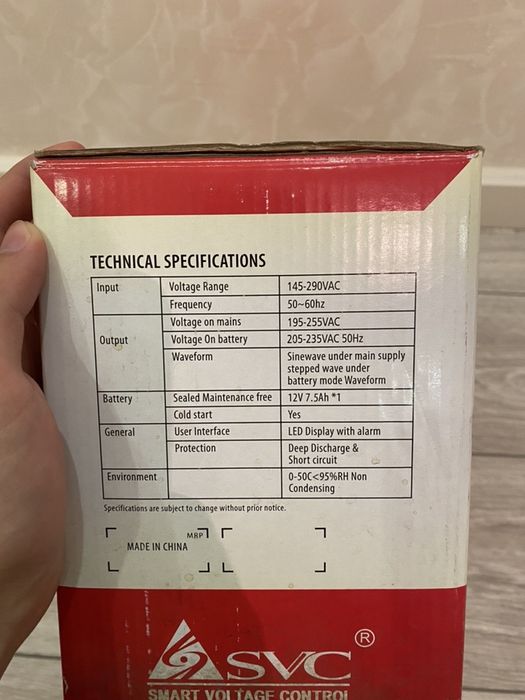 TECHNICAL SPECIFICATIONS
Input Voltage Range 145-290VAC
Frequency 50~60hz
Output Voltage on mains 195-255VAC
Voltage On battery 205-235VAC 50Hz
Waveform Sinewave under main supply
stepped wave under
battery mode Waveform
Battery Sealed Maintenance free 12V 7.5Ah *1
Cold start Yes
General User Interface LED Display with alarm
Protection Deep Discharge &
Short circuit
Environment 0-50C<95%RH Non
Condensing
Specifications are subject to change without prior notice.
MRP
MADE IN CHINA
SVC ®
SMART VOLTAGE CONTROL